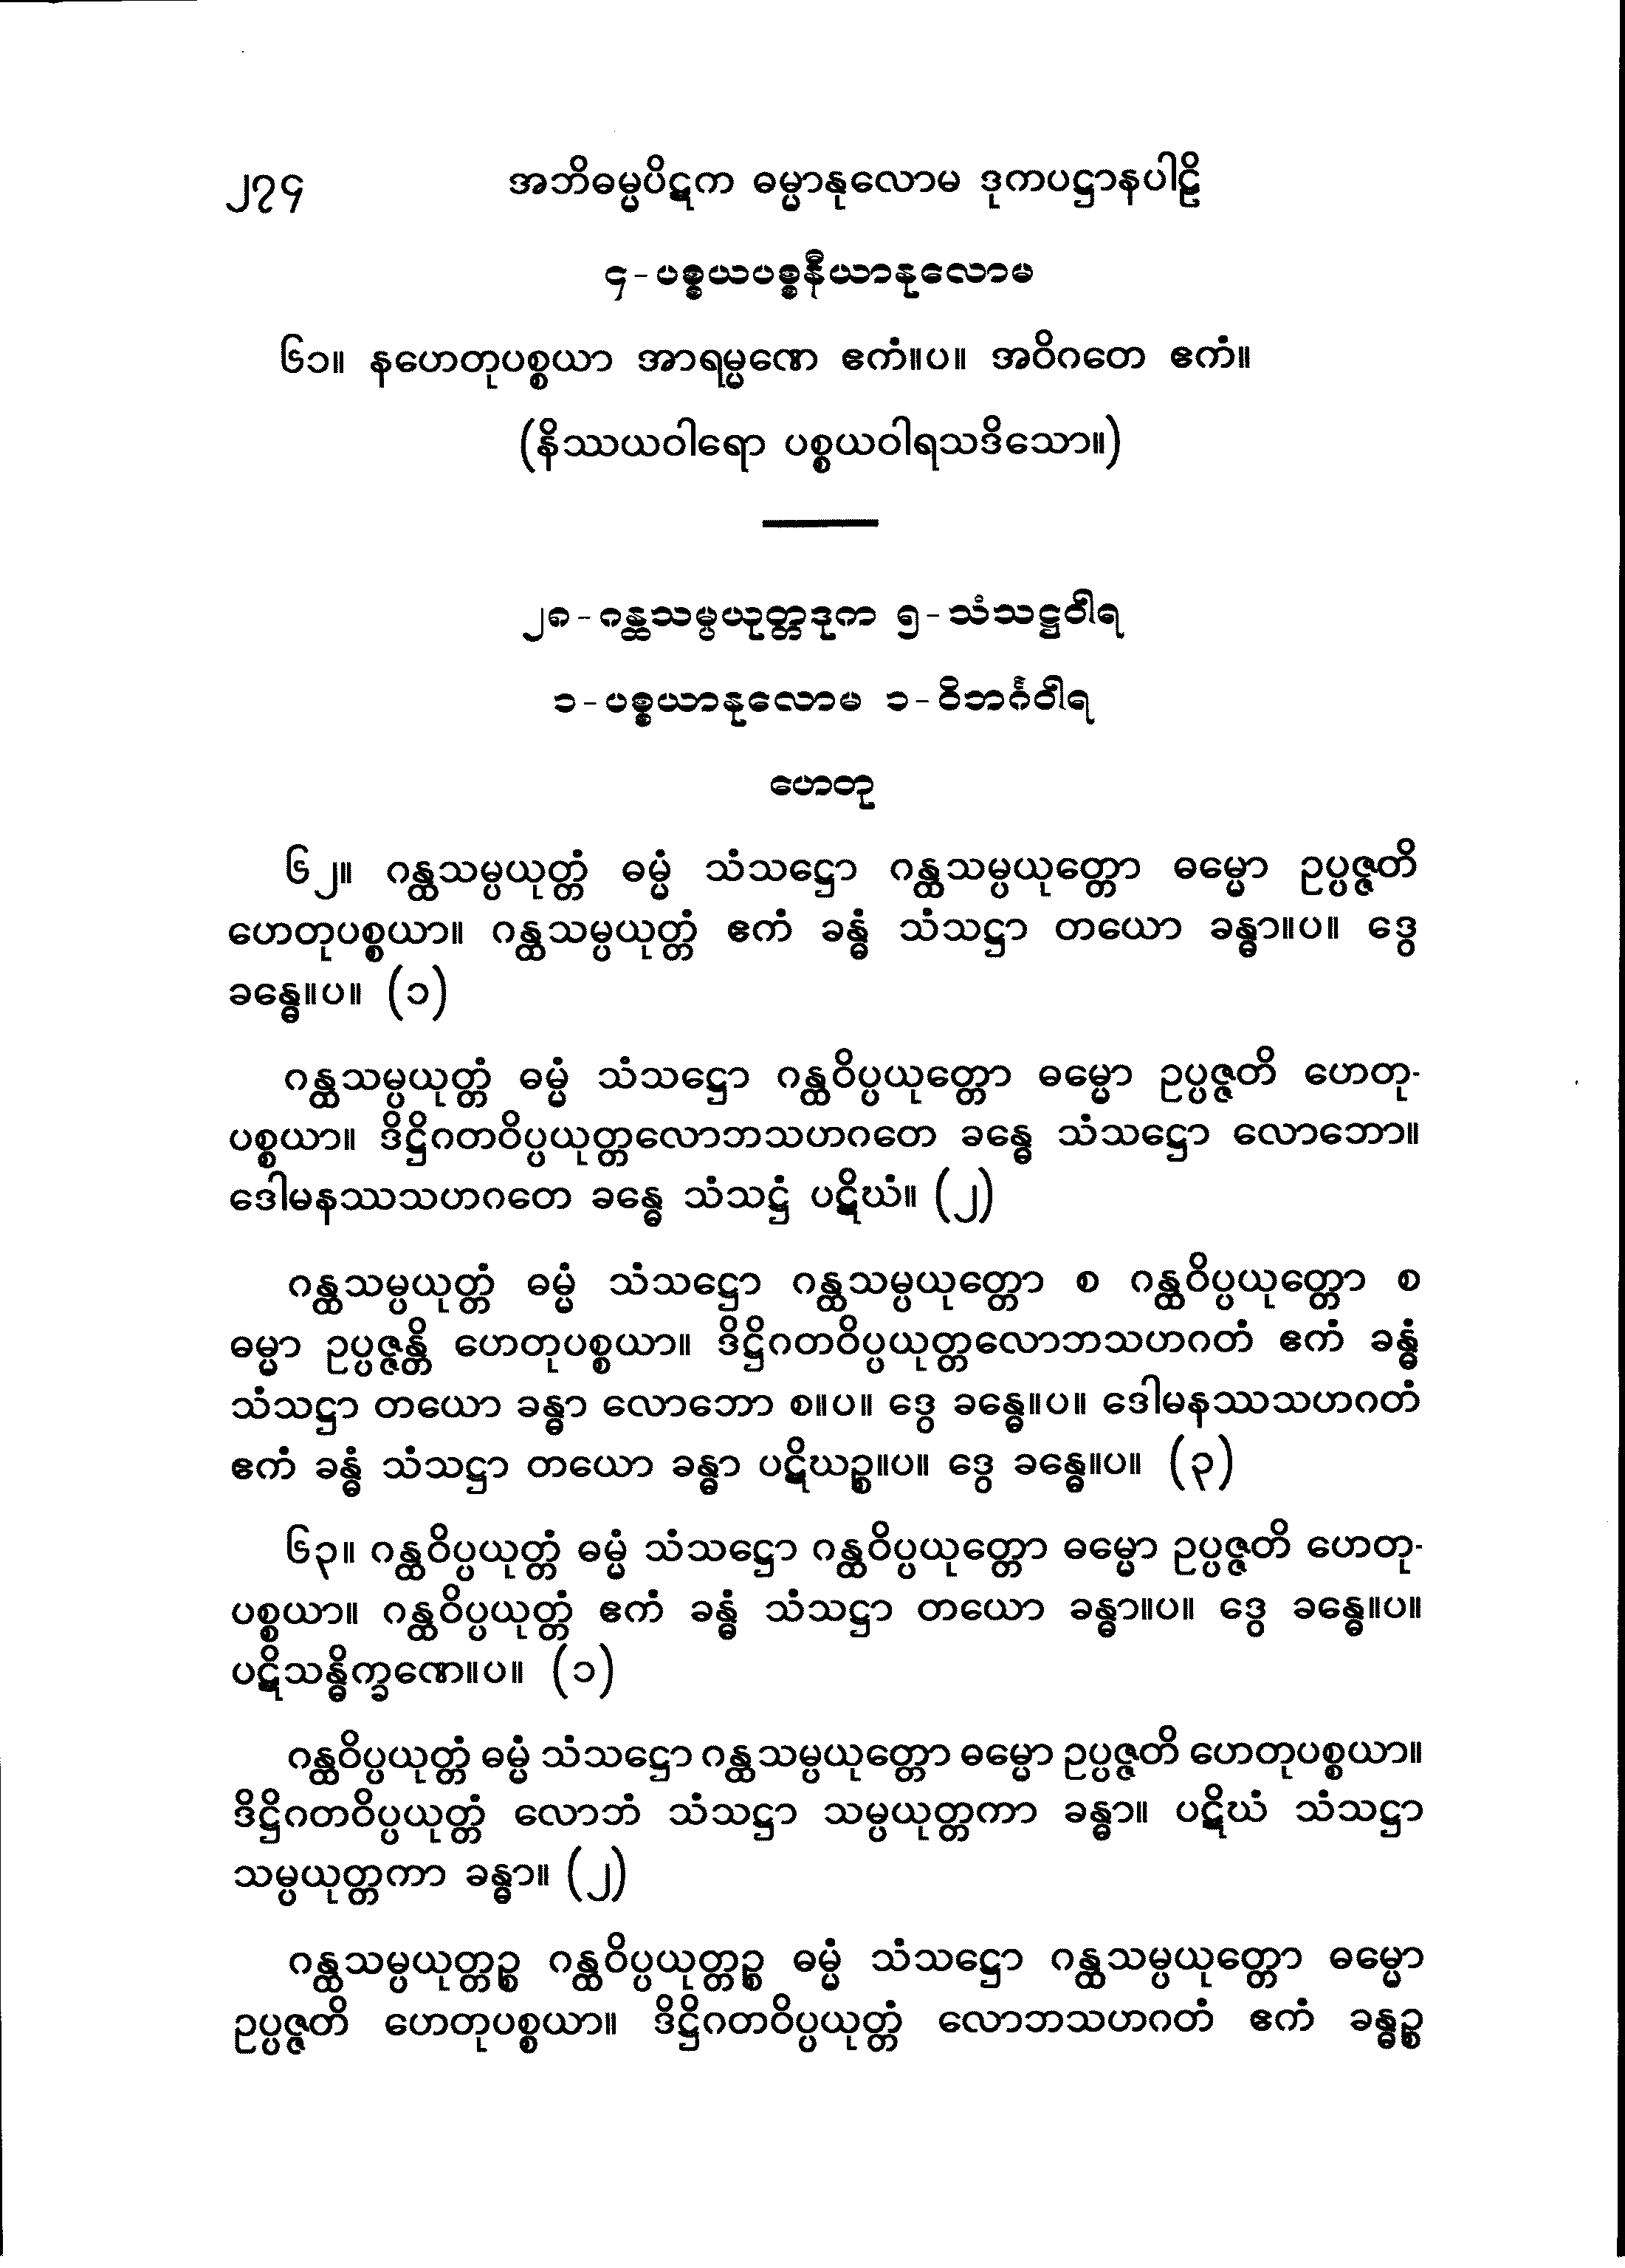 ၂၇၄ အဘိဓမ္မပိဋက ဓမ္မာနုလောမ ဒုကပဋ္ဌာနပါဠိ
၄-ပစ္စယပစ္စနီယာနုလောမ
၆၁။ နဟေတုပစ္စယာ အာရမ္မဏေ ဧကံ။ပ။ အဝိဂတေ ဧကံ။
(နိဿယဝါရော ပစ္စယဝါရသဒိသော။)
၂၈-ဂန္ထသမ္ပယုတ္တဒုက ၅-သံသဋ္ဌဝါရ
၁-ပစ္စယာနုလောမ ၁-ဝိဘင်္ဂဝါရ
ဟေတု
၆၂။ ဂန္ထသမ္ပယုတ္တံ ဓမ္မံ သံသဋ္ဌော ဂန္ထသမ္ပယုတ္တော ဓမ္မော ဥပ္ပဇ္ဇတိ
ဟေတုပစ္စယာ။ ဂန္ထသမ္ပယုတ္တံ ဧကံ ခန္ဓံ သံသဋ္ဌာ တယော ခန္ဓာ။ပ။ ဒွေ
ခန္ဓေ။ပ။ (၁)
ဂန္ထသမ္ပယုတ္တံ ဓမ္မံ သံသဋ္ဌော ဂန္ထဝိပ္ပယုတ္တော ဓမ္မော ဥပ္ပဇ္ဇတိ ဟေတု-
ပစ္စယာ။ ဒိဋ္ဌိဂတဝိပ္ပယုတ္တလောဘသဟဂတေ ခန္ဓေ သံသဋ္ဌော လောဘော။
ဒေါမနဿသဟဂတေ ခန္ဓေ သံသဋ္ဌံ ပဋိဃံ။ (၂)
ဂန္ထသမ္ပယုတ္တံ ဓမ္မံ သံသဋ္ဌော ဂန္ထသမ္ပယုတ္တော စ ဂန္ထဝိပ္ပယုတ္တော စ
ဓမ္မာ ဥပ္ပဇ္ဇန္တိ ဟေတုပစ္စယာ။ ဒိဋ္ဌိဂတဝိပ္ပယုတ္တလောဘသဟဂတံ ဧကံ ခန္ဓံ
သံသဋ္ဌာ တယော ခန္ဓာ လောဘော စ။ပ။ ဒွေ ခန္ဓေ။ပ။ ဒေါမနဿသဟဂတံ
ဧကံ ခန္ဓံ သံသဋ္ဌာ တယော ခန္ဓာ ပဋိဃဉ္စ။ပ။ ဒွေ ခန္ဓေ။ပ။ (၃)
၆၃။ ဂန္ထဝိပ္ပယုတ္တံ ဓမ္မံ သံသဋ္ဌော ဂန္ထဝိပ္ပယုတ္တော ဓမ္မော ဥပ္ပဇ္ဇတိ ဟေတု-
ပစ္စယာ။ ဂန္ထဝိပ္ပယုတ္တံ ဧကံ ခန္ဓံ သံသဋ္ဌာ တယော ခန္ဓာ။ပ။ ဒွေ ခန္ဓေ။ပ။
ပဋိသန္ဓိက္ခဏေ။ပ။ (၁)
ဂန္ထဝိပ္ပယုတ္တံ ဓမ္မံ သံသဋ္ဌော ဂန္ထသမ္ပယုတ္တော ဓမ္မော ဥပ္ပဇ္ဇတိ ဟေတုပစ္စယာ။
ဒိဋ္ဌိဂတဝိပ္ပယုတ္တံ လောဘံ သံသဋ္ဌာ သမ္ပယုတ္တကာ ခန္ဓာ။ ပဋိဃံ သံသဋ္ဌာ
သမ္ပယုတ္တကာ ခန္ဓာ။ (၂)
ဂန္ထသမ္ပယုတ္တဉ္စ ဂန္ထဝိပ္ပယုတ္တဉ္စ ဓမ္မံ သံသဋ္ဌော ဂန္ထသမ္ပယုတ္တော ဓမ္မော
ဥပ္ပဇ္ဇတိ ဟေတုပစ္စယာ။ ဒိဋ္ဌိဂတဝိပ္ပယုတ္တံ လောဘသဟဂတံ ဧကံ ခန္ဓဉ္စ